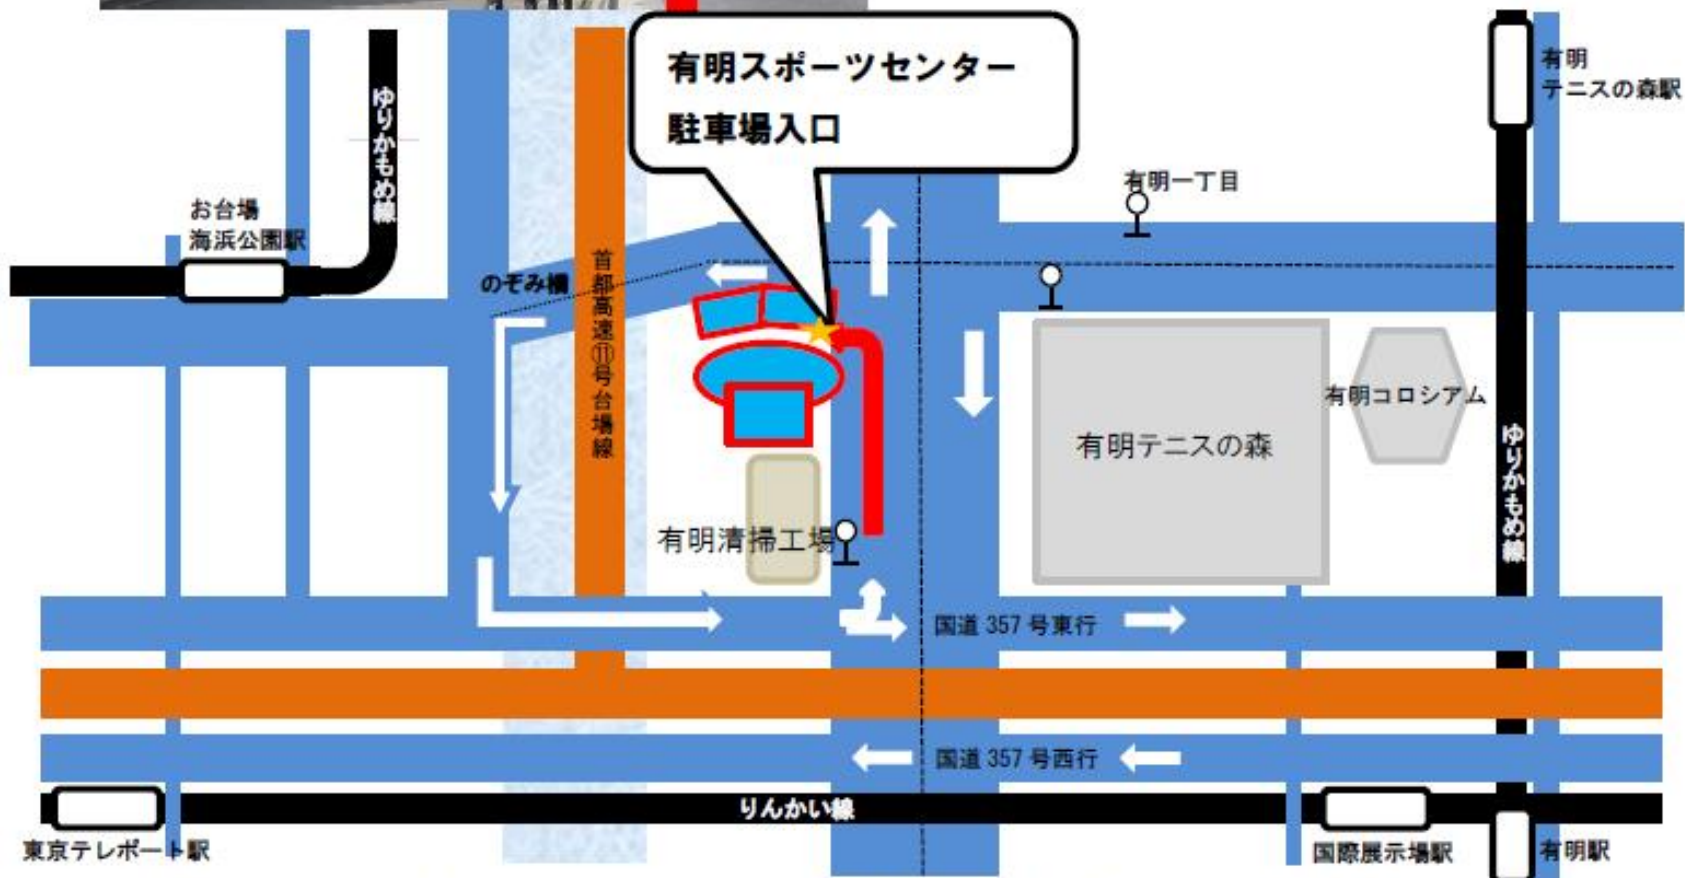 有明スポーツセンター
駐車場入口
有明
テニスの森駅
ゆりかもめ線
有明一丁目
お台場
海浜公園駅
のぞみ橋
首都高速⑪号台場線
有明コロシアム
有明テニスの森
ゆりかもめ線
有明清掃工場
国道357号東行
国道357号西行
りんかい線
東京テレポート駅
国際展示場駅
有明駅